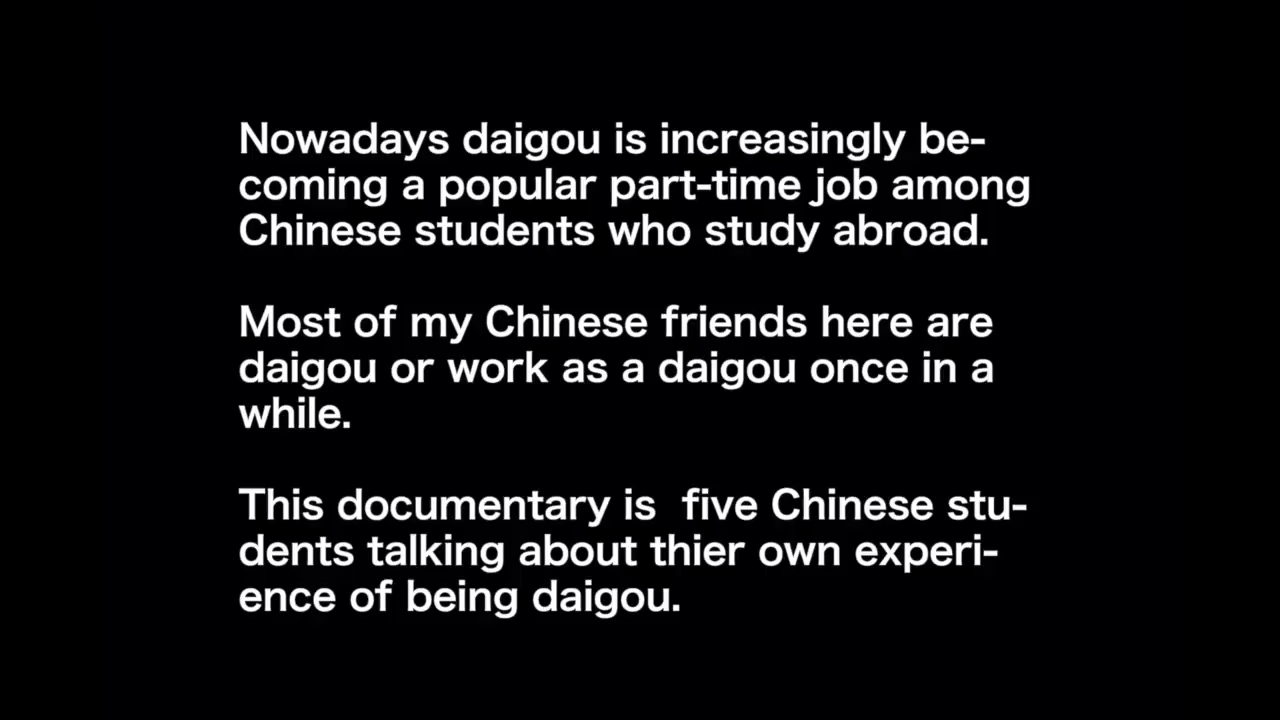 Nowadays daigou is increasingly be-
coming a popular part-time job among
Chinese students who study abroad.
Most of my Chinese friends here are
daigou or work as a daigou once in a
while.
This documentary is  five Chinese stu-
dents talking about thier own experi-
ence of being daigou.